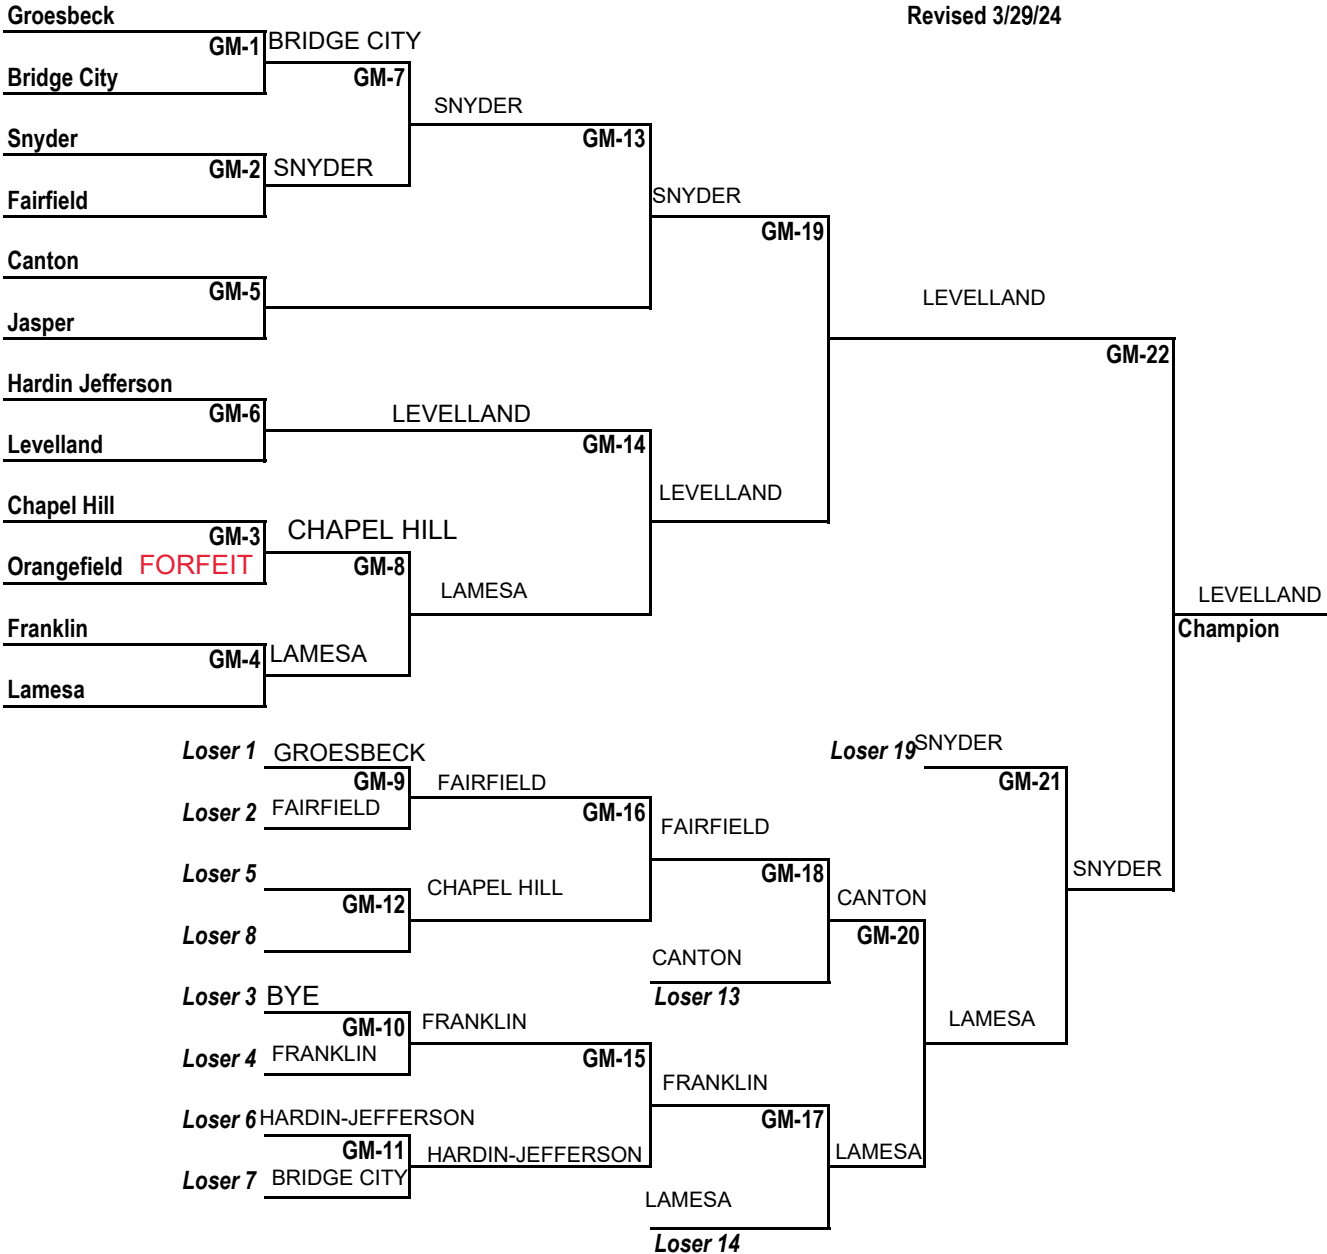 Groesbeck
Revised 3/29/24
GM-1
BRIDGE CITY
Bridge City
GM-7
SNYDER
Snyder
GM-13
GM-2
SNYDER
Fairfield
SNYDER
GM-19
Canton
GM-5
LEVELLAND
Jasper
GM-22
Hardin Jefferson
GM-6
LEVELLAND
Levelland
GM-14
LEVELLAND
Chapel Hill
GM-3
CHAPEL HILL
Orangefield FORFEIT
GM-8
LAMESA
LEVELLAND
Champion
Franklin
GM-4
LAMESA
Lamesa
Loser 1 GROESBECK
Loser 19 SNYDER
GM-9
FAIRFIELD
GM-21
Loser 2 FAIRFIELD
GM-16
FAIRFIELD
Loser 5
GM-18
SNYDER
CHAPEL HILL
GM-12
CANTON
Loser 8
GM-20
CANTON
Loser 13
Loser 3 BYE
GM-10
FRANKLIN
LAMESA
Loser 4 FRANKLIN
GM-15
FRANKLIN
Loser 6 HARDIN-JEFFERSON
GM-17
GM-11
HARDIN-JEFFERSON
LAMESA
Loser 7 BRIDGE CITY
LAMESA
Loser 14